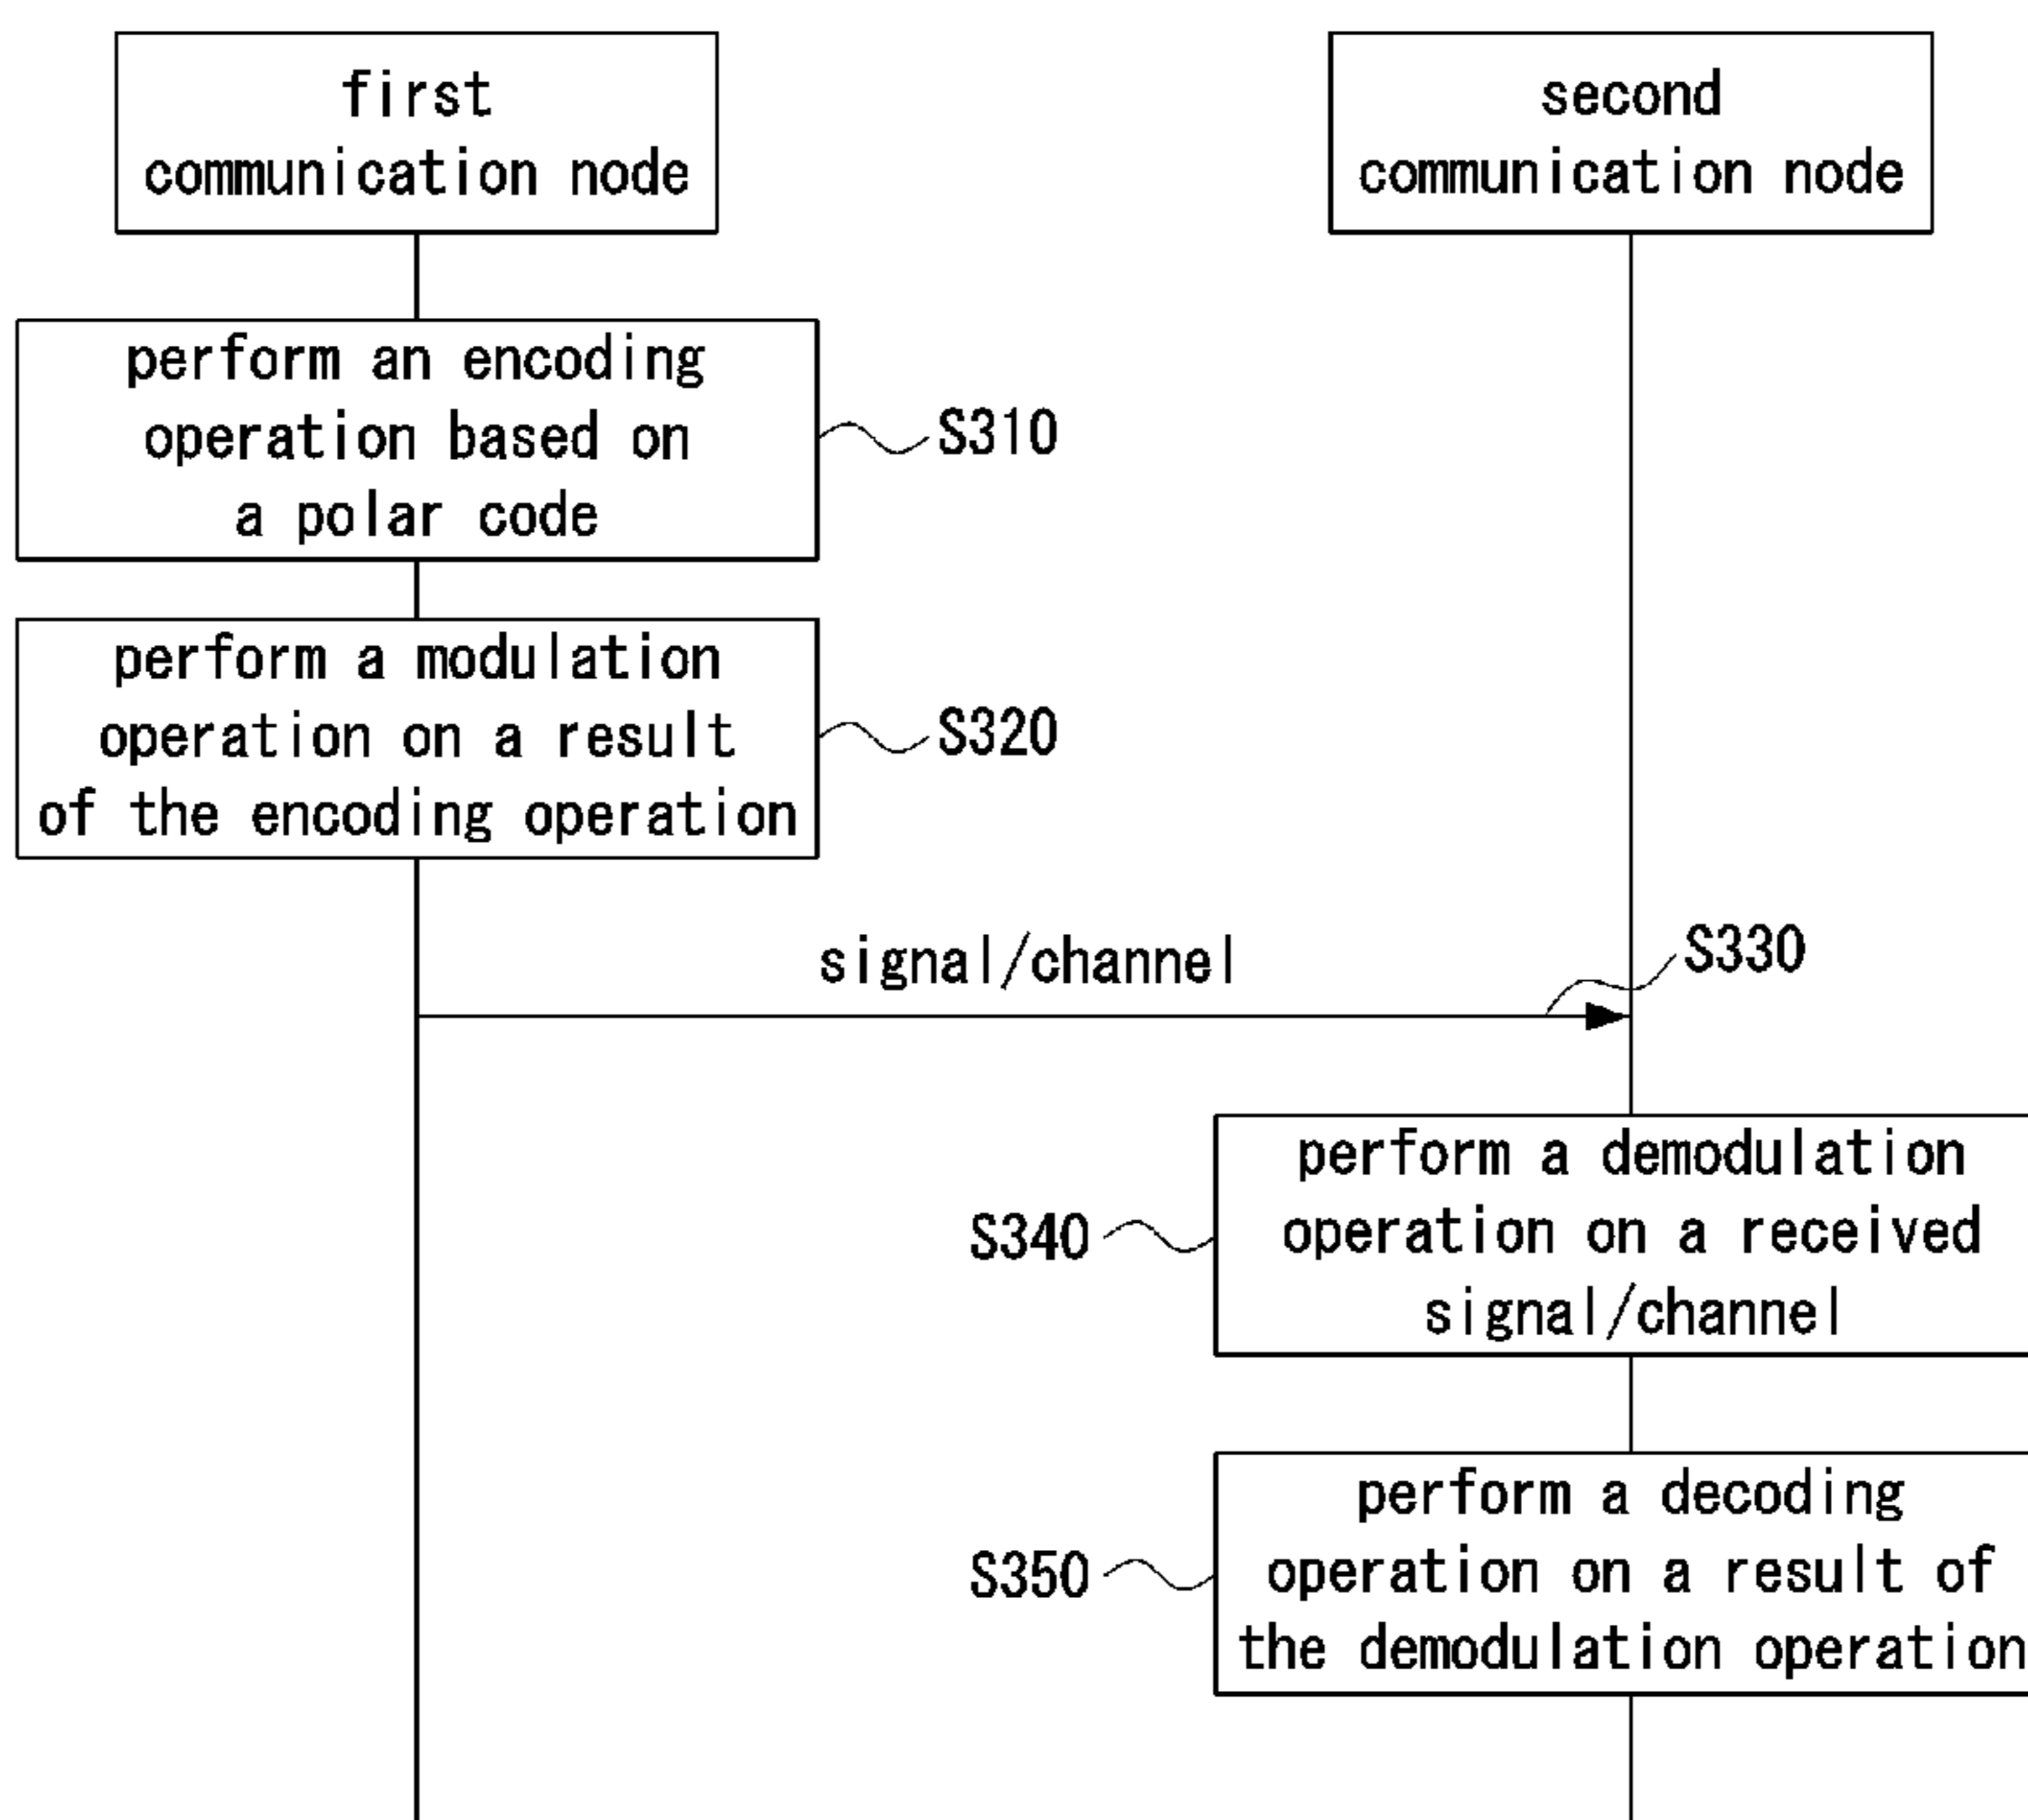 first
communication node
second
communication node
perform an encoding
operation based on
a polar code
S310
perform a modulation
operation on a result
of the encoding operation
S320
signal/channel
S330
perform a demodulation
operation on a received
signal/channel
S340
perform a decoding
operation on a result of
the demodulation operation
S350